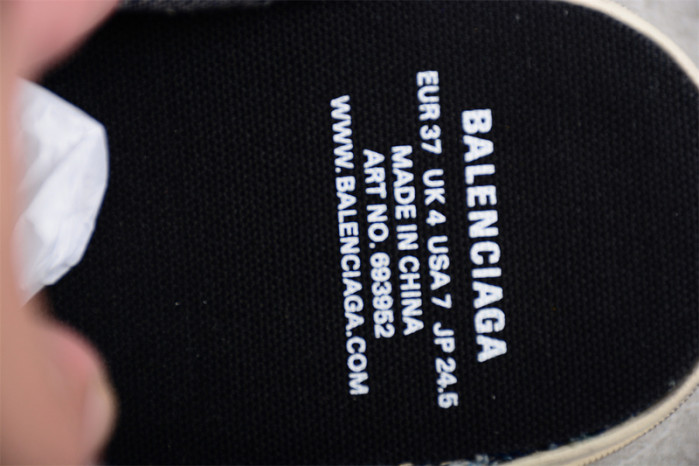 BALENCIAGA
EUR 37 UK 4 USA 7 JP 24.5
MADE IN CHINA
ART NO. 693952
WWW.BALENCIAGA.COM